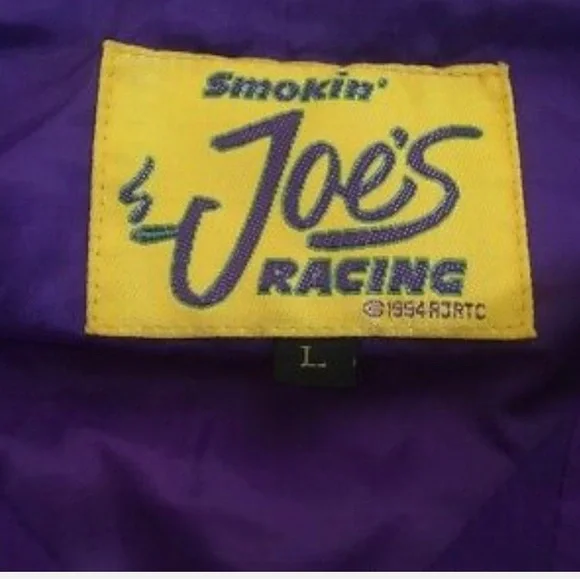 Smokin'
Joe's
RACING
© 1994 RJRTC
L